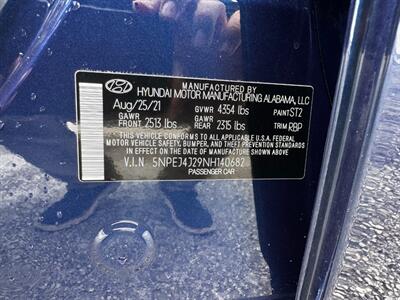 MANUFACTURED BY
HYUNDAI MOTOR MANUFACTURING ALABAMA, LLC
Aug/25/21 GVWR 4354 lbs PAINT ST2
GAWR FRONT 2513 lbs GAWR REAR 2315 lbs TRIM RBP
THIS VEHICLE CONFORMS TO ALL APPLICABLE U.S. FEDERAL
MOTOR VEHICLE SAFETY, BUMPER, AND THEFT PREVENTION STANDARDS
IN EFFECT ON THE DATE OF MANUFACTURE SHOWN ABOVE.
V.I.N 5NPEJ4J29NH140682
PASSENGER CAR